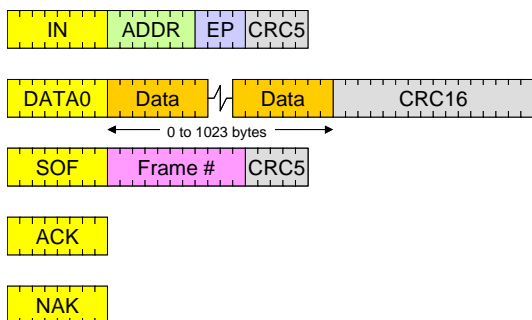 IN ADDR EP CRC5
DATA0 Data Data CRC16
0 to 1023 bytes
SOF Frame # CRC5
ACK
NAK